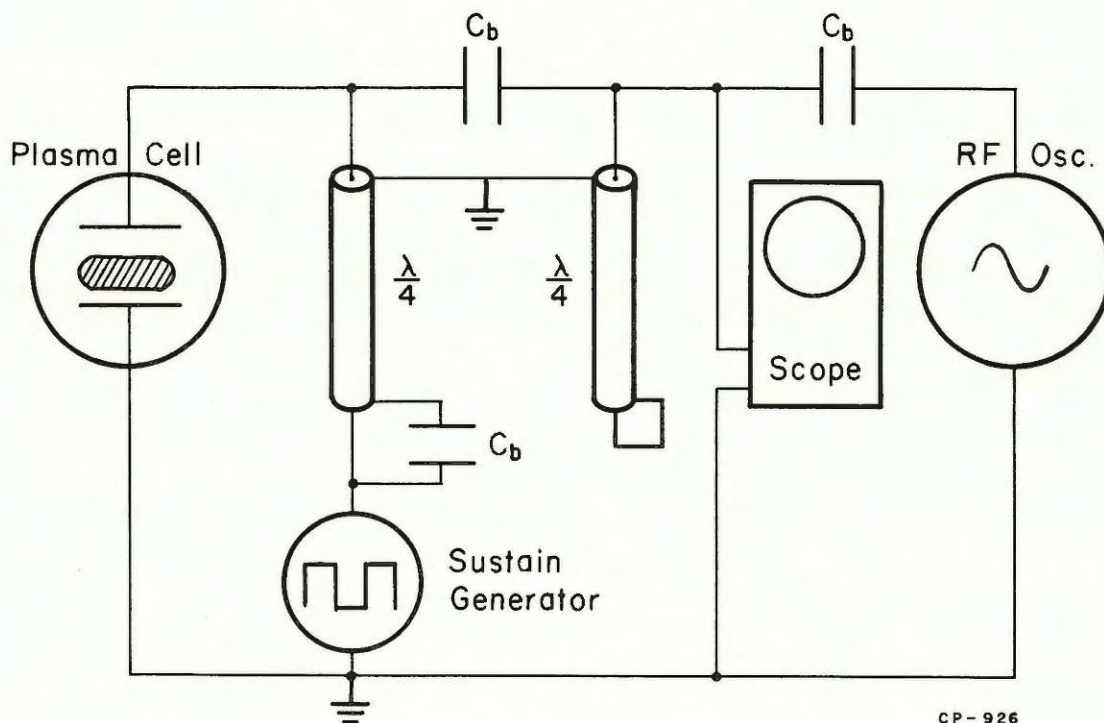 C_b
C_b
Plasma Cell
RF Osc.
λ/4
λ/4
Scope
C_b
Sustain
Generator
CP-926